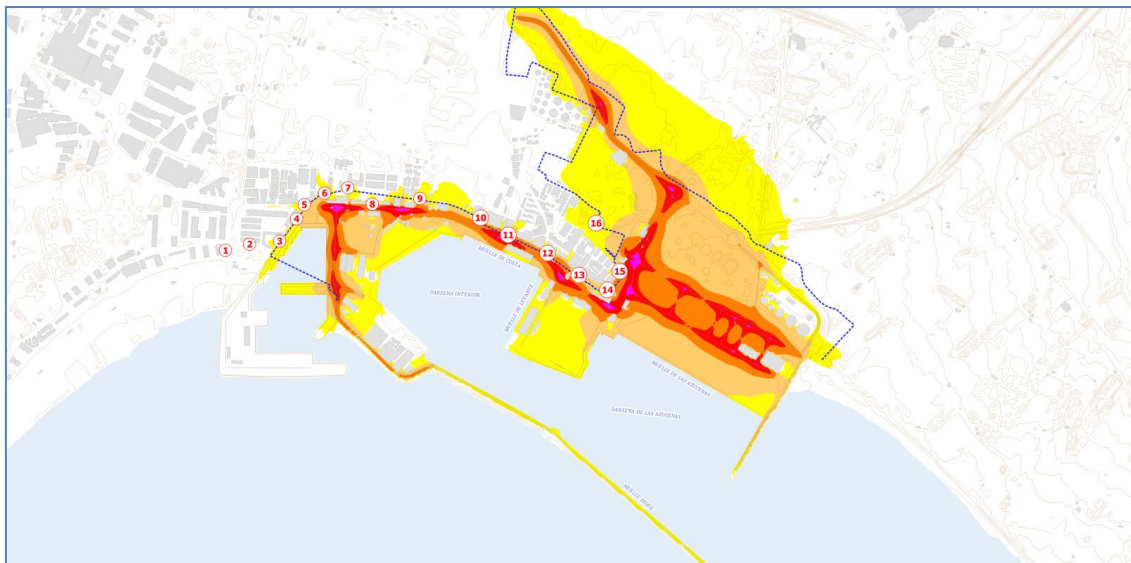 7
6
9
8
5
4
10
16
3
11
2
1
12
MUELLE DE COSTA
15
13
DARSENA INTERIOR
14
MUELLE DE LEVANTE
MUELLE DE LAS AZUCENAS
DARSENA DE LAS AZUCENAS
MUELLE DIQUE